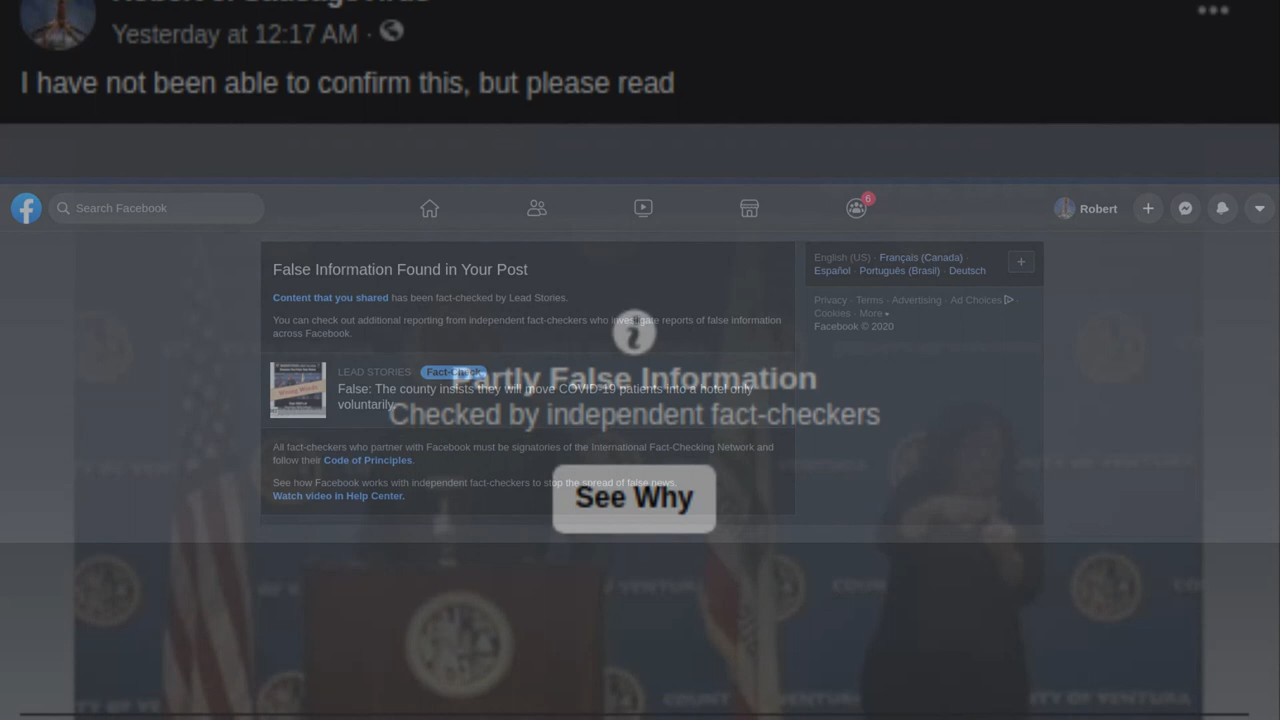 Yesterday at 12:17 AM ·
I have not been able to confirm this, but please read
Search Facebook
6
Robert
False Information Found in Your Post
Content that you shared has been fact-checked by Lead Stories.
You can check out additional reporting from independent fact-checkers who investigate reports of false information
across Facebook.
LEAD STORIES Fact-Check
False: The county insists they will move COVID-19 patients into a hotel only
voluntarily
All fact-checkers who partner with Facebook must be signatories of the International Fact-Checking Network and
follow their Code of Principles.
See how Facebook works with independent fact-checkers to stop the spread of false news.
Watch video in Help Center.
English (US) · Français (Canada) ·
Español · Português (Brasil) · Deutsch
+
Privacy · Terms · Advertising · Ad Choices ·
Cookies · More
Facebook © 2020
Partly False Information
Checked by independent fact-checkers
See Why
COUNT
VENTURA
TY OF VENTURA